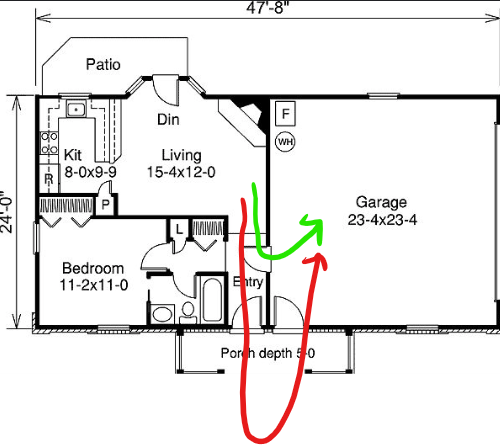 47'-8"
Patio
Din
F
WH
Kit
8-0x9-9
Living
15-4x12-0
R
P
24'-0"
Garage
23-4x23-4
L
Bedroom
11-2x11-0
Entry
Porch depth 5-0